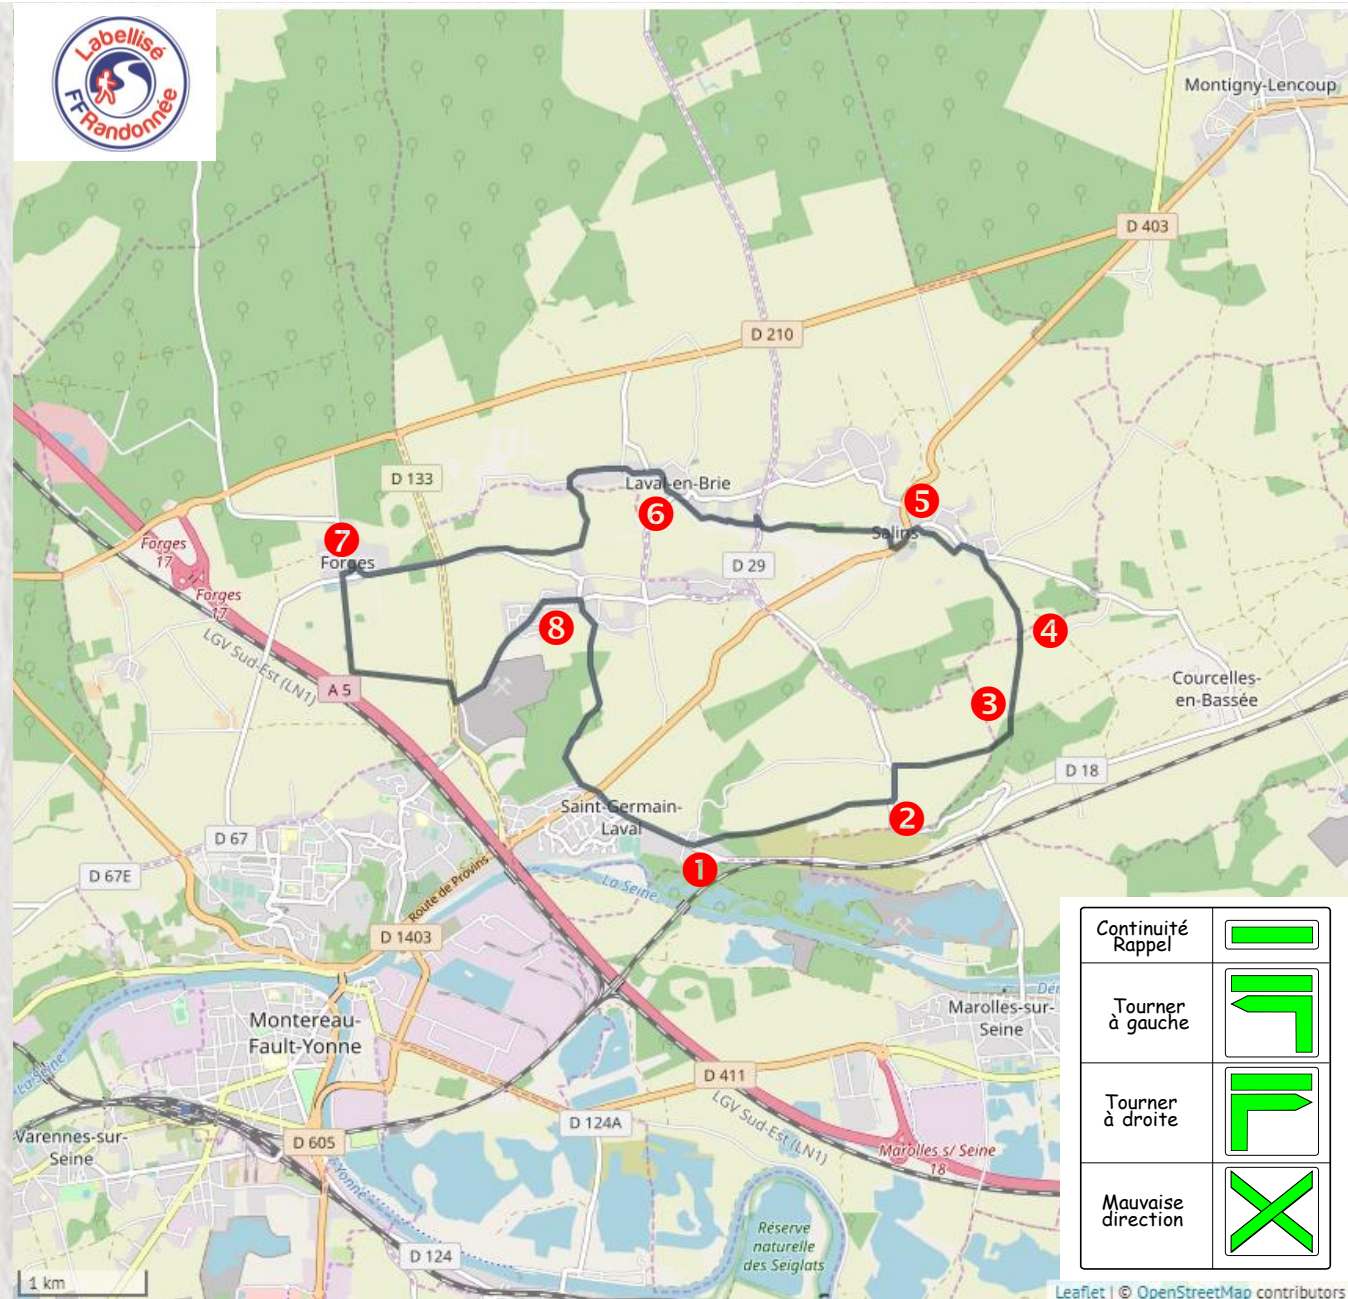 Labellisé
FFRandonnée
Montigny-Lencoup
D 403
D 210
D 133
Laval-en-Brie
5
6
Salins
7
Forges
Forges
17
Forges
17
D 29
8
4
LGV Sud-Est (LN1)
A 5
3
Courcelles-
en-Bassée
D 18
Saint-Germain-
Laval
2
D 67
1
D 67E
La Seine
Route de Provins
D 1403
Continuité
Rappel
Tourner
à gauche
Tourner
à droite
Mauvaise
direction
Marolles-sur-
Seine
Montereau-
Fault-Yonne
La Seine
D 411
LGV Sud-Est (LN1)
D 124A
D 605
Varennes-sur-
Seine
Marolles s/ Seine
18
Yonne
Réserve
naturelle
des Seiglats
D 124
1 km
Leaflet | © OpenStreetMap contributors